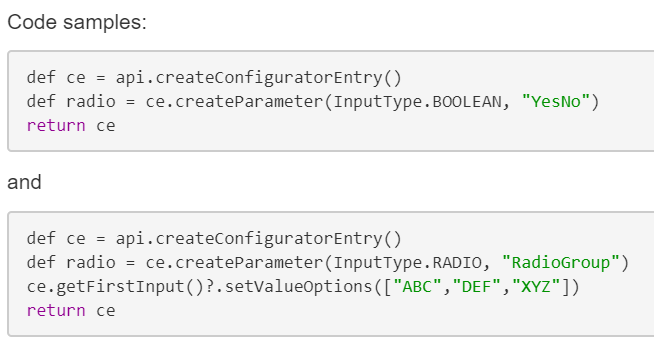 Code samples:
def ce = api.createConfiguratorEntry()
def radio = ce.createParameter(InputType.BOOLEAN, "YesNo")
return ce
and
def ce = api.createConfiguratorEntry()
def radio = ce.createParameter(InputType.RADIO, "RadioGroup")
ce.getFirstInput()?.setValueOptions(["ABC","DEF","XYZ"])
return ce